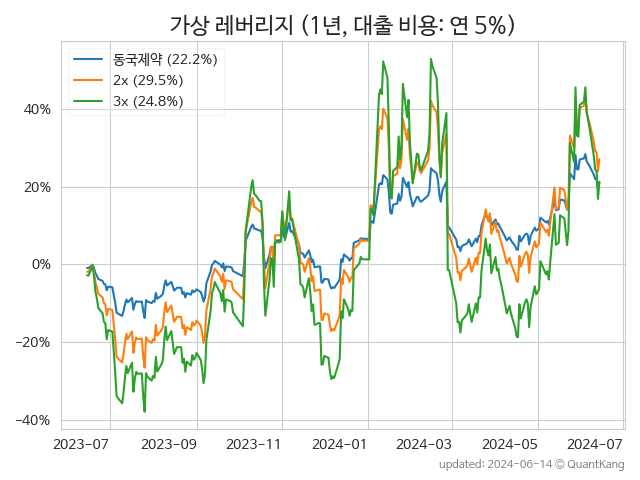 가상 레버리지 (1년, 대출 비용: 연 5%)
동국제약 (22.2%)
2x (29.5%)
3x (24.8%)
40%
20%
0%
−20%
−40%
2023-07 2023-09 2023-11 2024-01 2024-03 2024-05 2024-07
updated: 2024-06-14 © QuantKang